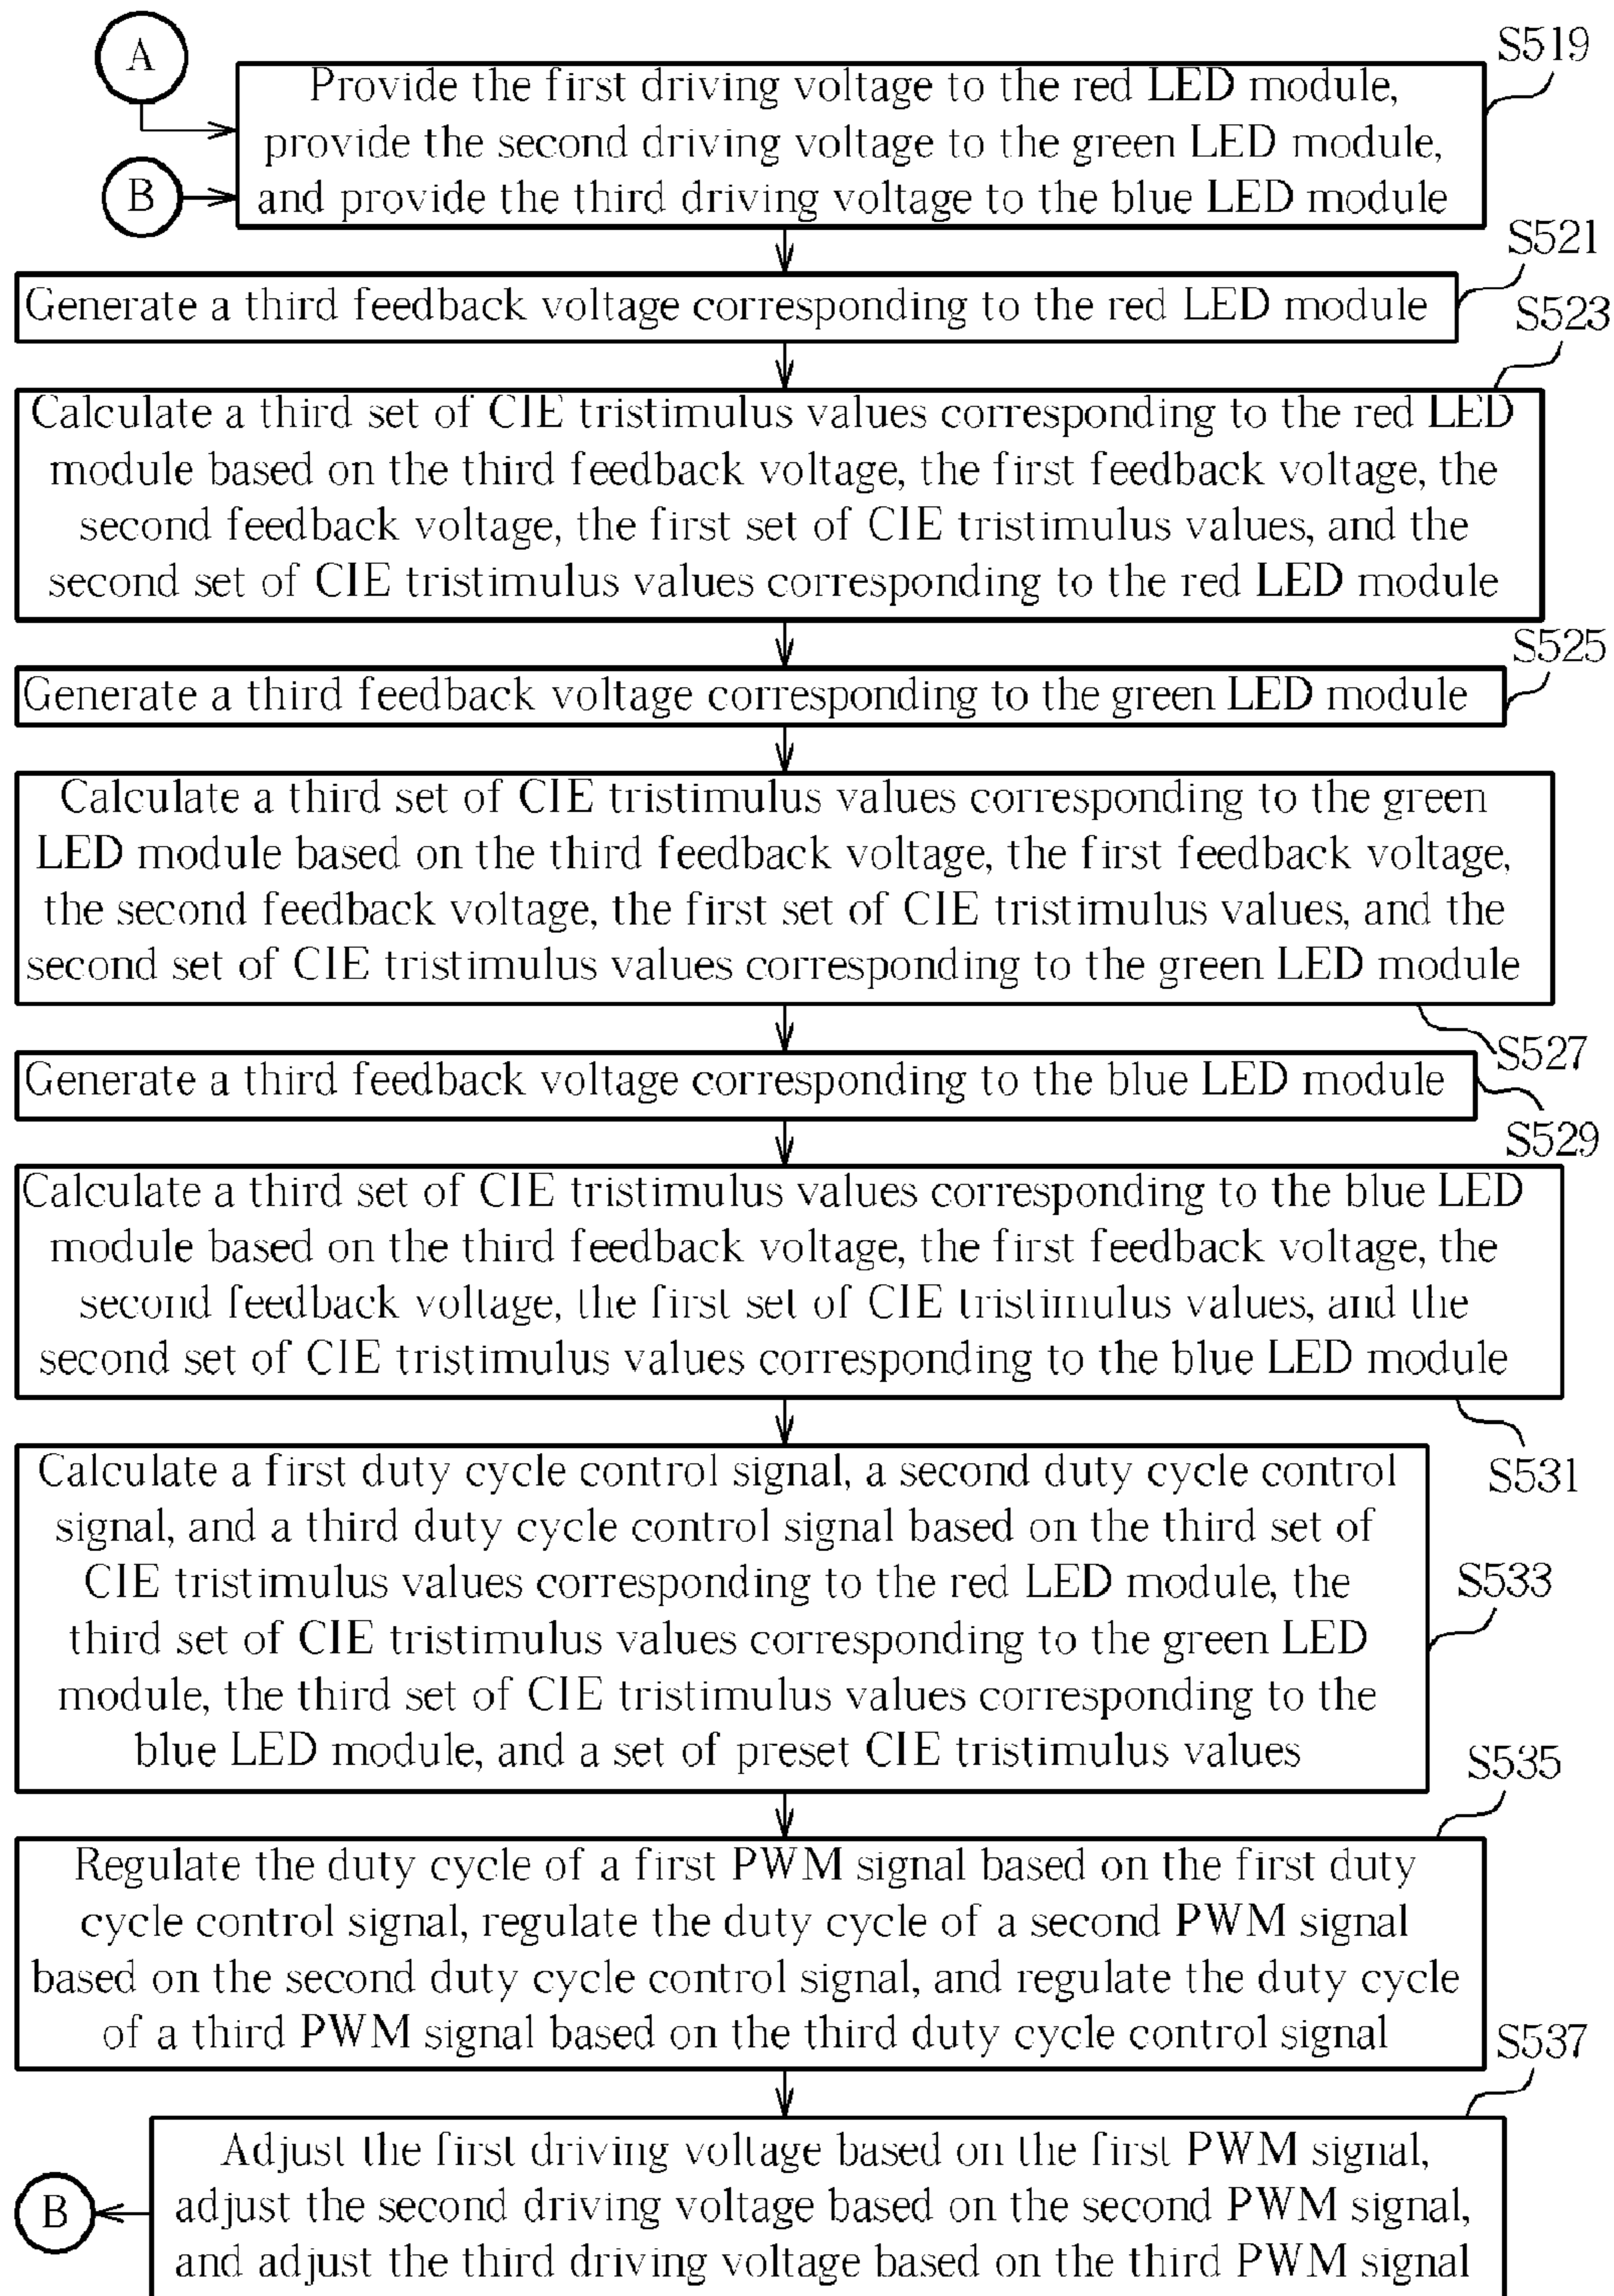 A
S519
Provide the first driving voltage to the red LED module,
provide the second driving voltage to the green LED module,
and provide the third driving voltage to the blue LED module
B
S521
Generate a third feedback voltage corresponding to the red LED module
S523
Calculate a third set of CIE tristimulus values corresponding to the red LED
module based on the third feedback voltage, the first feedback voltage, the
second feedback voltage, the first set of CIE tristimulus values, and the
second set of CIE tristimulus values corresponding to the red LED module
S525
Generate a third feedback voltage corresponding to the green LED module
Calculate a third set of CIE tristimulus values corresponding to the green
LED module based on the third feedback voltage, the first feedback voltage,
the second feedback voltage, the first set of CIE tristimulus values, and the
second set of CIE tristimulus values corresponding to the green LED module
S527
Generate a third feedback voltage corresponding to the blue LED module
S529
Calculate a third set of CIE tristimulus values corresponding to the blue LED
module based on the third feedback voltage, the first feedback voltage, the
second feedback voltage, the first set of CIE tristimulus values, and the
second set of CIE tristimulus values corresponding to the blue LED module
S531
Calculate a first duty cycle control signal, a second duty cycle control
signal, and a third duty cycle control signal based on the third set of
CIE tristimulus values corresponding to the red LED module, the
third set of CIE tristimulus values corresponding to the green LED
module, the third set of CIE tristimulus values corresponding to the
blue LED module, and a set of preset CIE tristimulus values
S533
S535
Regulate the duty cycle of a first PWM signal based on the first duty
cycle control signal, regulate the duty cycle of a second PWM signal
based on the second duty cycle control signal, and regulate the duty cycle
of a third PWM signal based on the third duty cycle control signal
S537
Adjust the first driving voltage based on the first PWM signal,
adjust the second driving voltage based on the second PWM signal,
and adjust the third driving voltage based on the third PWM signal
B